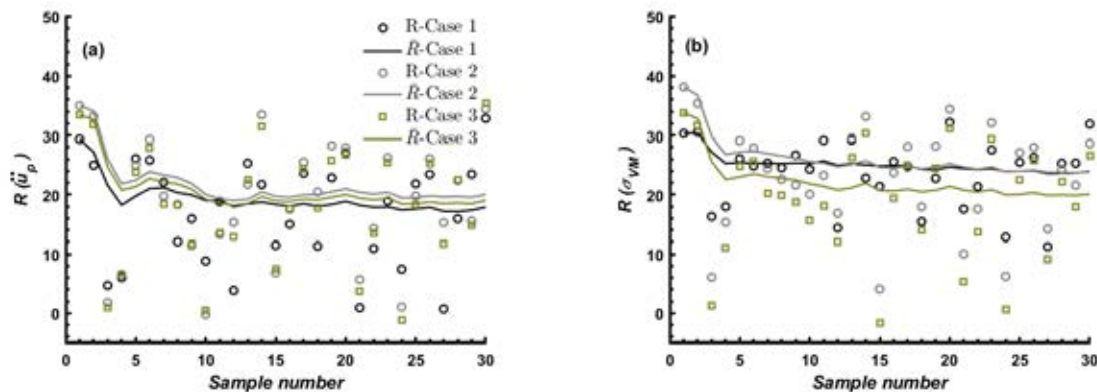 50
40
30
20
10
0
R (ü_p)
(a)
R-Case 1
R̄-Case 1
R-Case 2
R̄-Case 2
R-Case 3
R̄-Case 3
0 5 10 15 20 25 30
Sample number
50
40
30
20
10
0
R (σ_VM)
(b)
0 5 10 15 20 25 30
Sample number